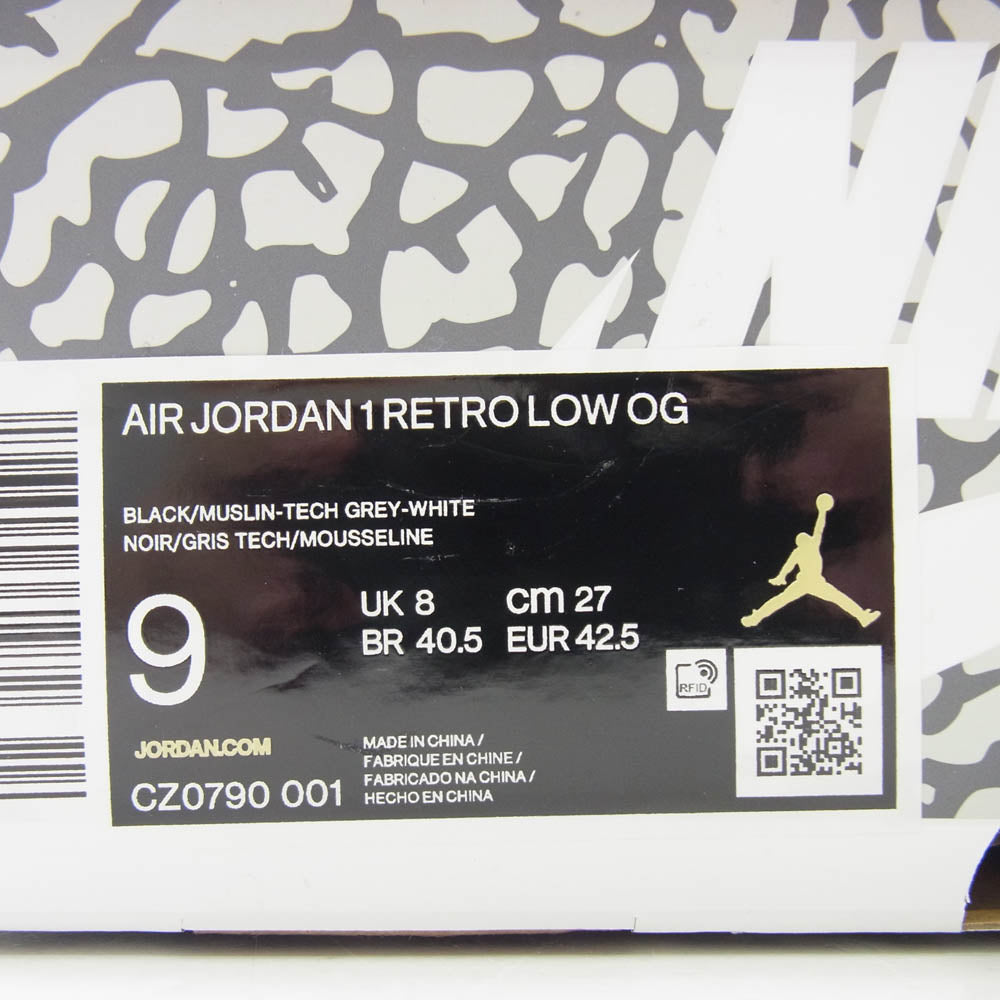 AIR JORDAN 1 RETRO LOW OG
BLACK/MUSLIN-TECH GREY-WHITE
NOIR/GRIS TECH/MOUSSELINE
9
UK 8 cm 27
BR 40.5 EUR 42.5
RFID
JORDAN.COM
CZ0790 001
MADE IN CHINA /
FABRIQUE EN CHINE /
FABRICADO NA CHINA /
HECHO EN CHINA